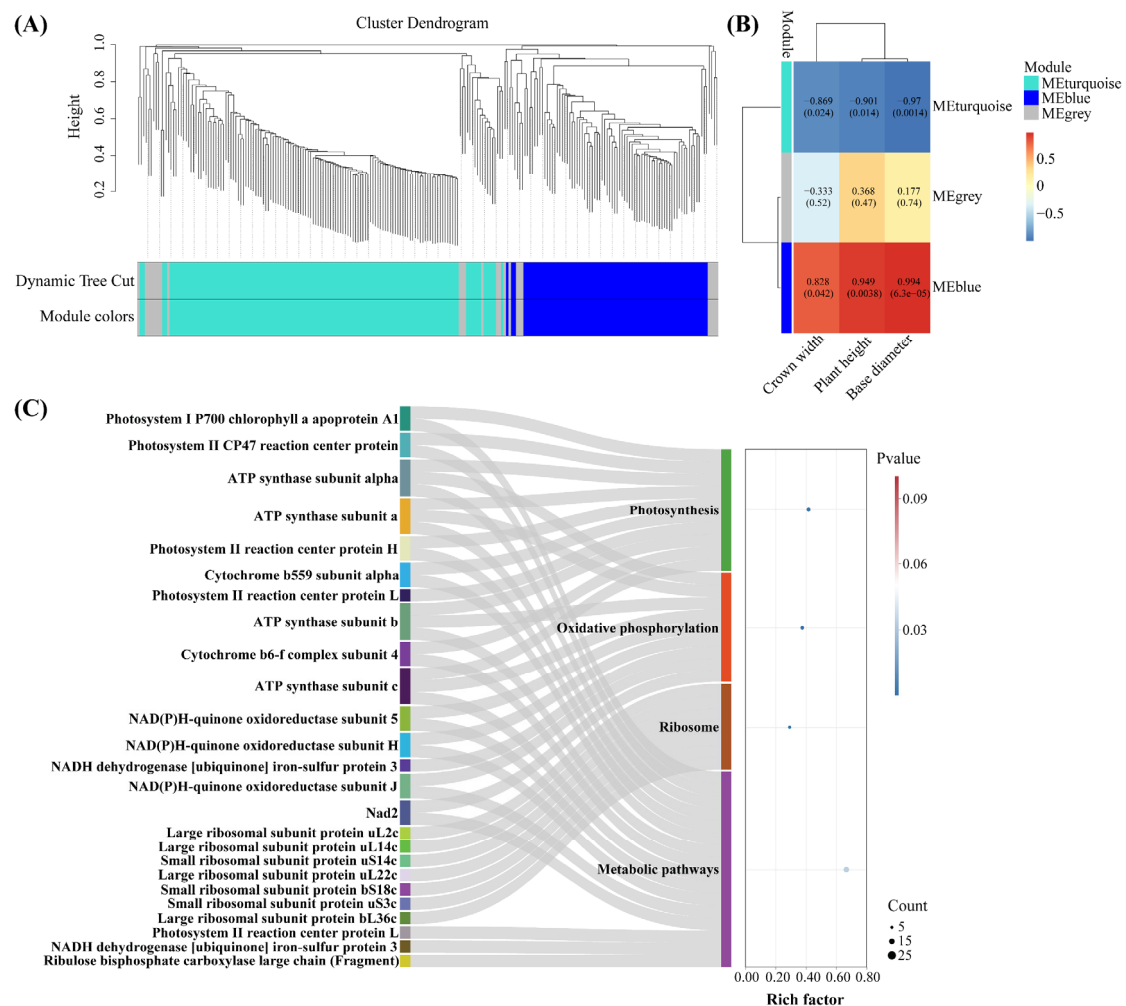 (A)
Cluster Dendrogram
Height
1.0
0.8
0.6
0.4
0.2
Dynamic Tree Cut
Module colors
(B)
Module
−0.869
(0.024)
−0.901
(0.014)
−0.97
(0.0014)
MEturquoise
−0.333
(0.52)
0.368
(0.47)
0.177
(0.74)
MEgrey
0.828
(0.042)
0.949
(0.0038)
0.994
(6.3e−05)
MEblue
Crown width
Plant height
Base diameter
Module
MEturquoise
MEblue
MEgrey
0.5
0
−0.5
(C)
Photosystem I P700 chlorophyll a apoprotein A1
Photosystem II CP47 reaction center protein
ATP synthase subunit alpha
ATP synthase subunit a
Photosystem II reaction center protein H
Cytochrome b559 subunit alpha
Photosystem II reaction center protein L
ATP synthase subunit b
Cytochrome b6-f complex subunit 4
ATP synthase subunit c
NAD(P)H-quinone oxidoreductase subunit 5
NAD(P)H-quinone oxidoreductase subunit H
NADH dehydrogenase [ubiquinone] iron-sulfur protein 3
NAD(P)H-quinone oxidoreductase subunit J
Nad2
Large ribosomal subunit protein uL2c
Large ribosomal subunit protein uL14c
Small ribosomal subunit protein uS14c
Large ribosomal subunit protein uL22c
Small ribosomal subunit protein bS18c
Small ribosomal subunit protein uS3c
Large ribosomal subunit protein bL36c
Photosystem II reaction center protein L
NADH dehydrogenase [ubiquinone] iron-sulfur protein 3
Ribulose bisphosphate carboxylase large chain (Fragment)
Photosynthesis
Oxidative phosphorylation
Ribosome
Metabolic pathways
0.00 0.20 0.40 0.60 0.80
Rich factor
Pvalue
0.09
0.06
0.03
Count
5
15
25